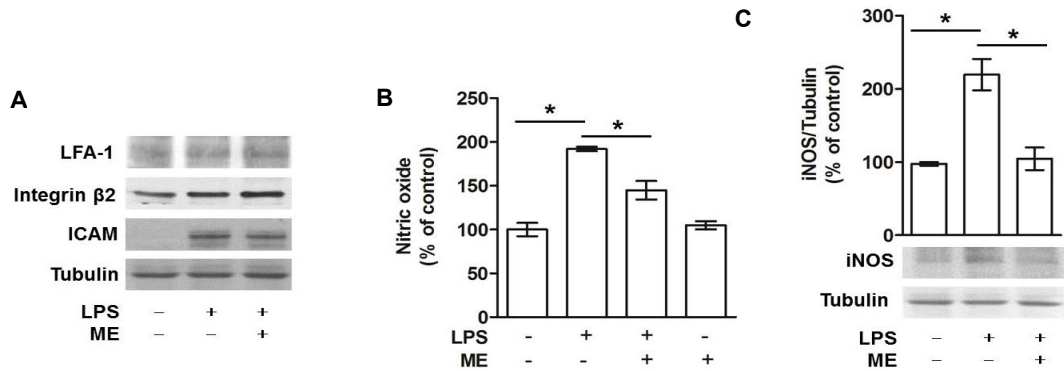 A
LFA-1
Integrin β2
ICAM
Tubulin
LPS – + +
ME – – +
B
Nitric oxide
(% of control)
250
200
150
100
50
0
* *
LPS - + + -
ME - - + +
C
iNOS/Tubulin
(% of control)
300
200
100
0
* *
iNOS
Tubulin
LPS – + +
ME – – +